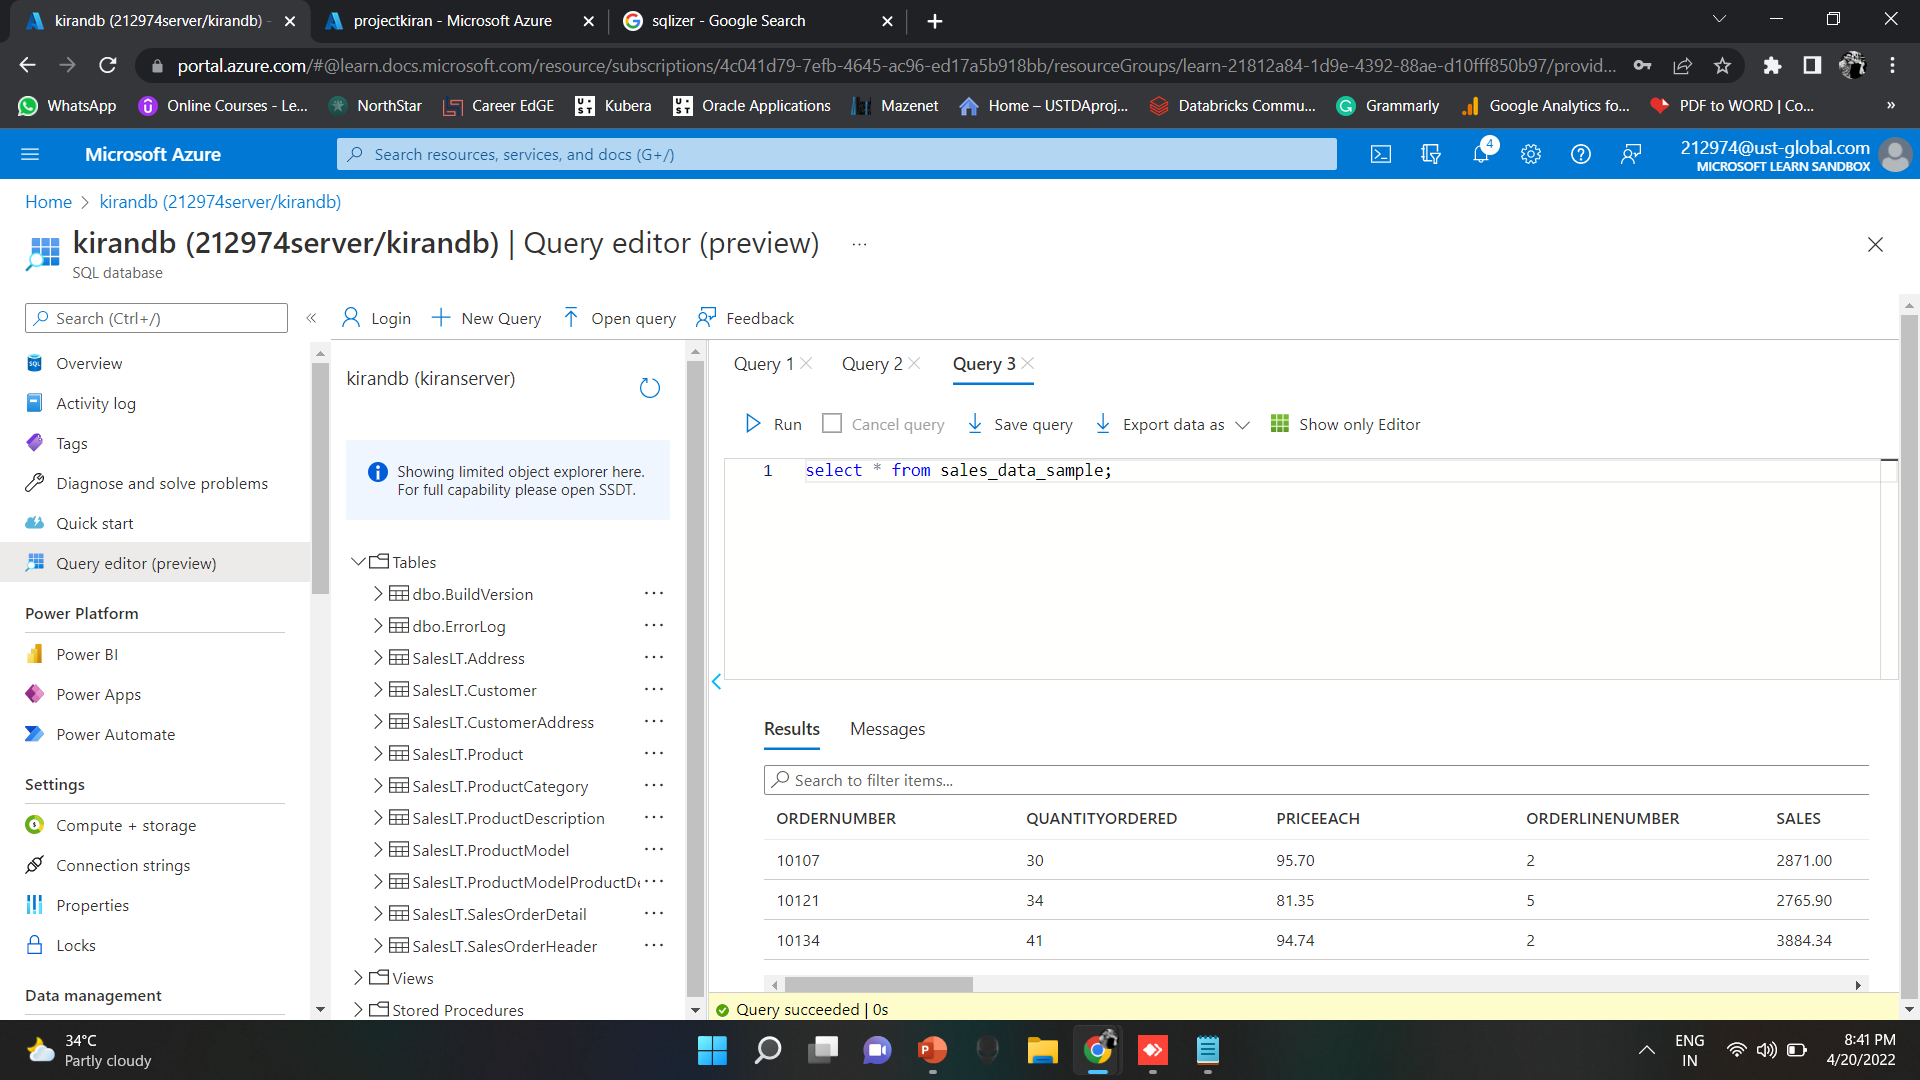 kirandb (212974server/kirandb) -
projectkiran - Microsoft Azure
sqlizer - Google Search
portal.azure.com/#@learn.docs.microsoft.com/resource/subscriptions/4c041d79-7efb-4645-ac96-ed17a5b918bb/resourceGroups/learn-21812a84-1d9e-4392-88ae-d10fff850b97/provid...
WhatsApp
Online Courses - Le...
NorthStar
Career EdGE
Kubera
Oracle Applications
Mazenet
Home – USTDAproj...
Databricks Commu...
Grammarly
Google Analytics fo...
PDF to WORD | Co...
»
Microsoft Azure
Search resources, services, and docs (G+/)
4
212974@ust-global.com
MICROSOFT LEARN SANDBOX
Home > kirandb (212974server/kirandb)
kirandb (212974server/kirandb) | Query editor (preview) ...
SQL database
Search (Ctrl+/)
«
Login
New Query
Open query
Feedback
Overview
Activity log
Tags
Diagnose and solve problems
Quick start
Query editor (preview)
Power Platform
Power BI
Power Apps
Power Automate
Settings
Compute + storage
Connection strings
Properties
Locks
Data management
kirandb (kiranserver)
Showing limited object explorer here.
For full capability please open SSDT.
Tables
dbo.BuildVersion ...
dbo.ErrorLog ...
SalesLT.Address ...
SalesLT.Customer ...
SalesLT.CustomerAddress ...
SalesLT.Product ...
SalesLT.ProductCategory ...
SalesLT.ProductDescription ...
SalesLT.ProductModel ...
SalesLT.ProductModelProductDe ...
SalesLT.SalesOrderDetail ...
SalesLT.SalesOrderHeader ...
Views
Stored Procedures
Query 1
Query 2
Query 3
Run
Cancel query
Save query
Export data as
Show only Editor
1 select * from sales_data_sample;
Results
Messages
Search to filter items...
ORDERNUMBER QUANTITYORDERED PRICEEACH ORDERLINENUMBER SALES
10107 30 95.70 2 2871.00
10121 34 81.35 5 2765.90
10134 41 94.74 2 3884.34
Query succeeded | 0s
34°C
Partly cloudy
ENG
IN
8:41 PM
4/20/2022